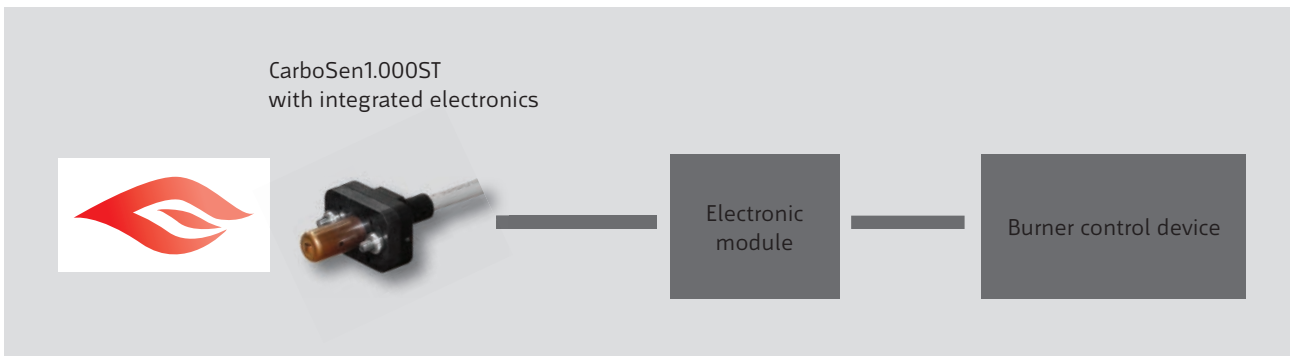 CarboSen1.000ST
with integrated electronics
Electronic
module
Burner control device